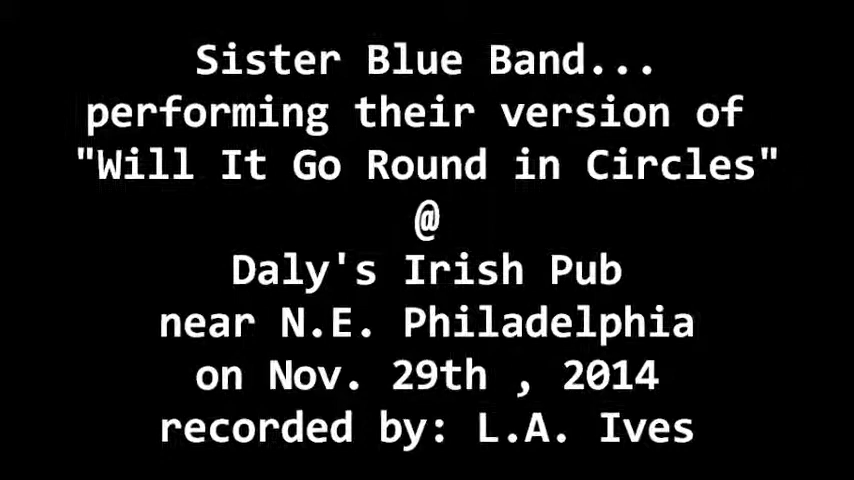 Sister Blue Band...
performing their version of
"Will It Go Round in Circles"
@
Daly's Irish Pub
near N.E. Philadelphia
on Nov. 29th , 2014
recorded by: L.A. Ives